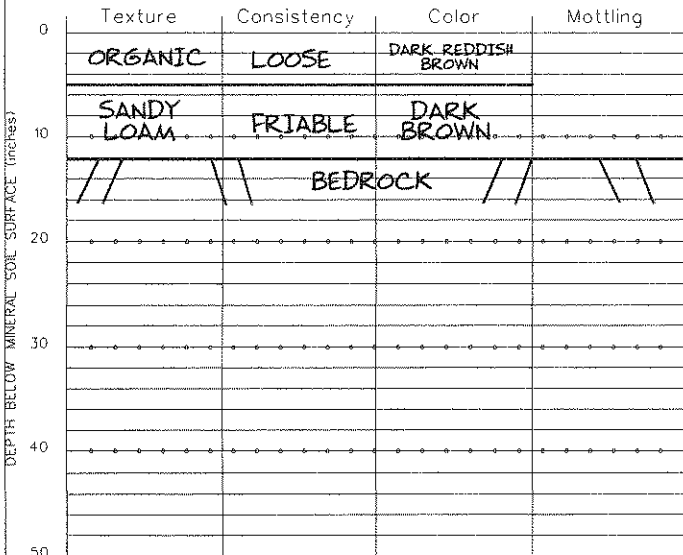 Texture Consistency Color Mottling
0
ORGANIC LOOSE DARK REDDISH BROWN
SANDY LOAM FRIABLE DARK BROWN
10
BEDROCK
20
30
40
50
DEPTH BELOW MINERAL SOIL SURFACE (inches)